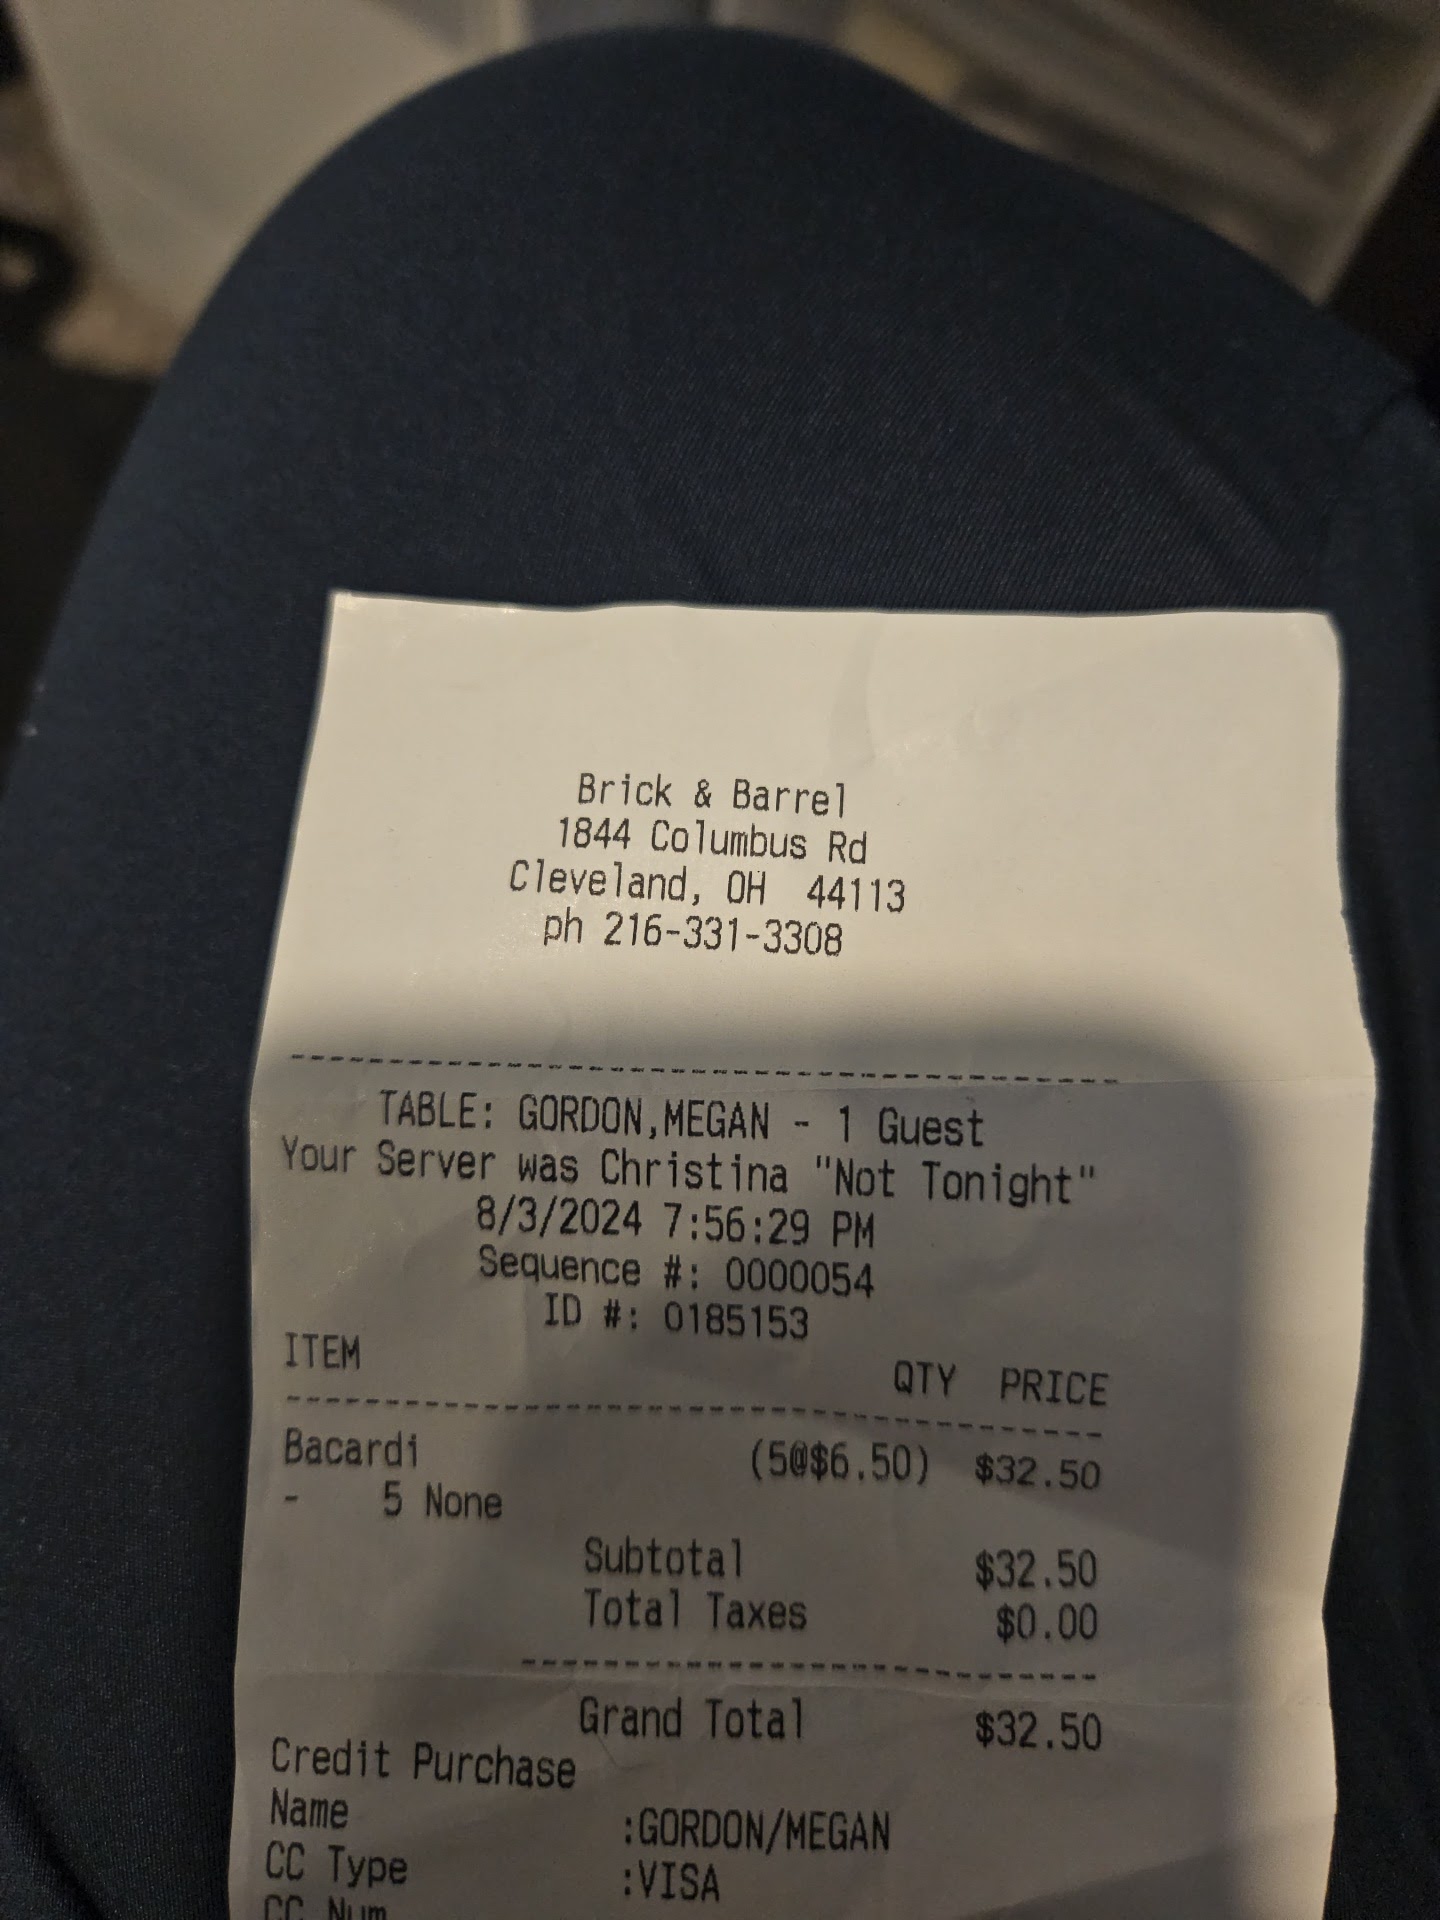 Brick & Barrel
1844 Columbus Rd
Cleveland, OH 44113
ph 216-331-3308
TABLE: GORDON,MEGAN - 1 Guest
Your Server was Christina "Not Tonight"
8/3/2024 7:56:29 PM
Sequence #: 0000054
ID #: 0185153
ITEM QTY PRICE
Bacardi (5@$6.50) $32.50
- 5 None
Subtotal $32.50
Total Taxes $0.00
Grand Total $32.50
Credit Purchase
Name :GORDON/MEGAN
CC Type :VISA
CC Num